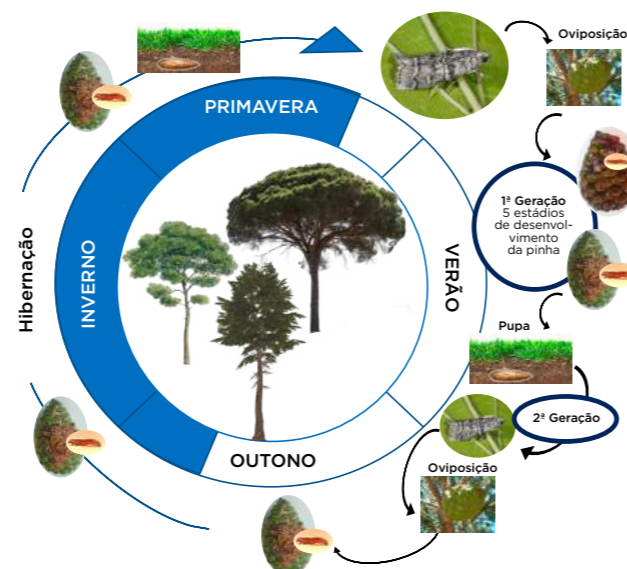 Oviposição
PRIMAVERA
1ª Geração
5 estádios
de desenvol-
vimento
da pinha
VERÃO
Hibernação
INVERNO
Pupa
2ª Geração
OUTONO
Oviposição